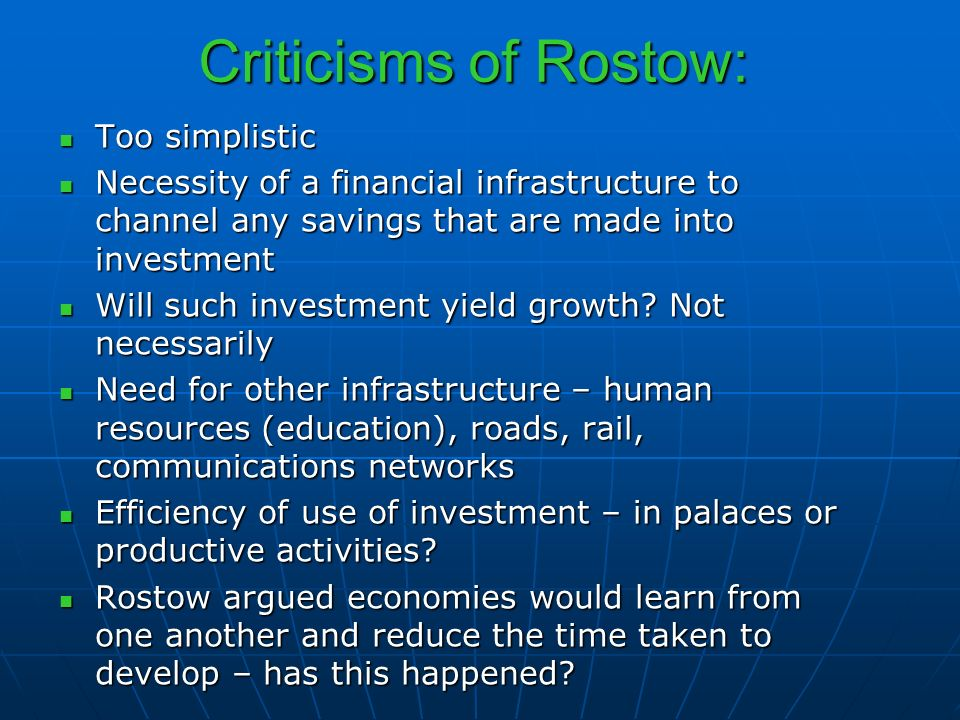 Criticisms of Rostow:
Too simplistic
Necessity of a financial infrastructure to
channel any savings that are made into
investment
Will such investment yield growth? Not
necessarily
Need for other infrastructure – human
resources (education), roads, rail,
communications networks
Efficiency of use of investment – in palaces or
productive activities?
Rostow argued economies would learn from
one another and reduce the time taken to
develop – has this happened?